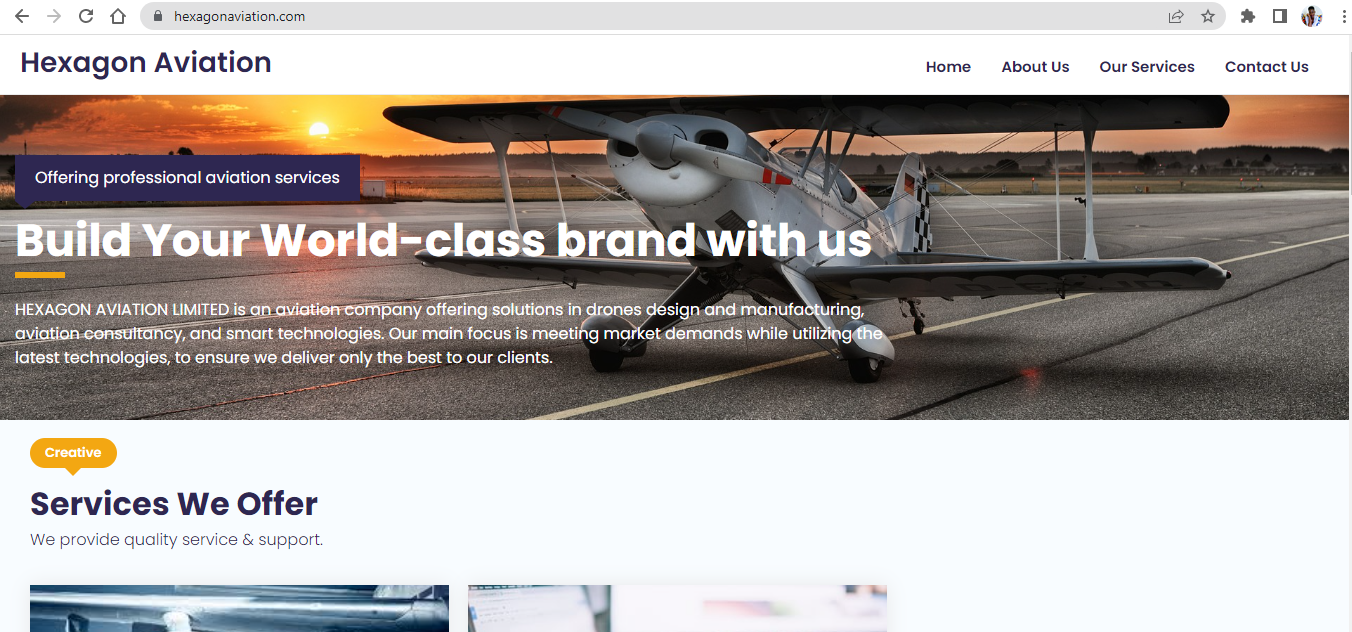 hexagonaviation.com
Hexagon Aviation
Home About Us Our Services Contact Us
Offering professional aviation services
Build Your World-class brand with us
HEXAGON AVIATION LIMITED is an aviation company offering solutions in drones design and manufacturing,
aviation consultancy, and smart technologies. Our main focus is meeting market demands while utilizing the
latest technologies, to ensure we deliver only the best to our clients.
Creative
Services We Offer
We provide quality service & support.